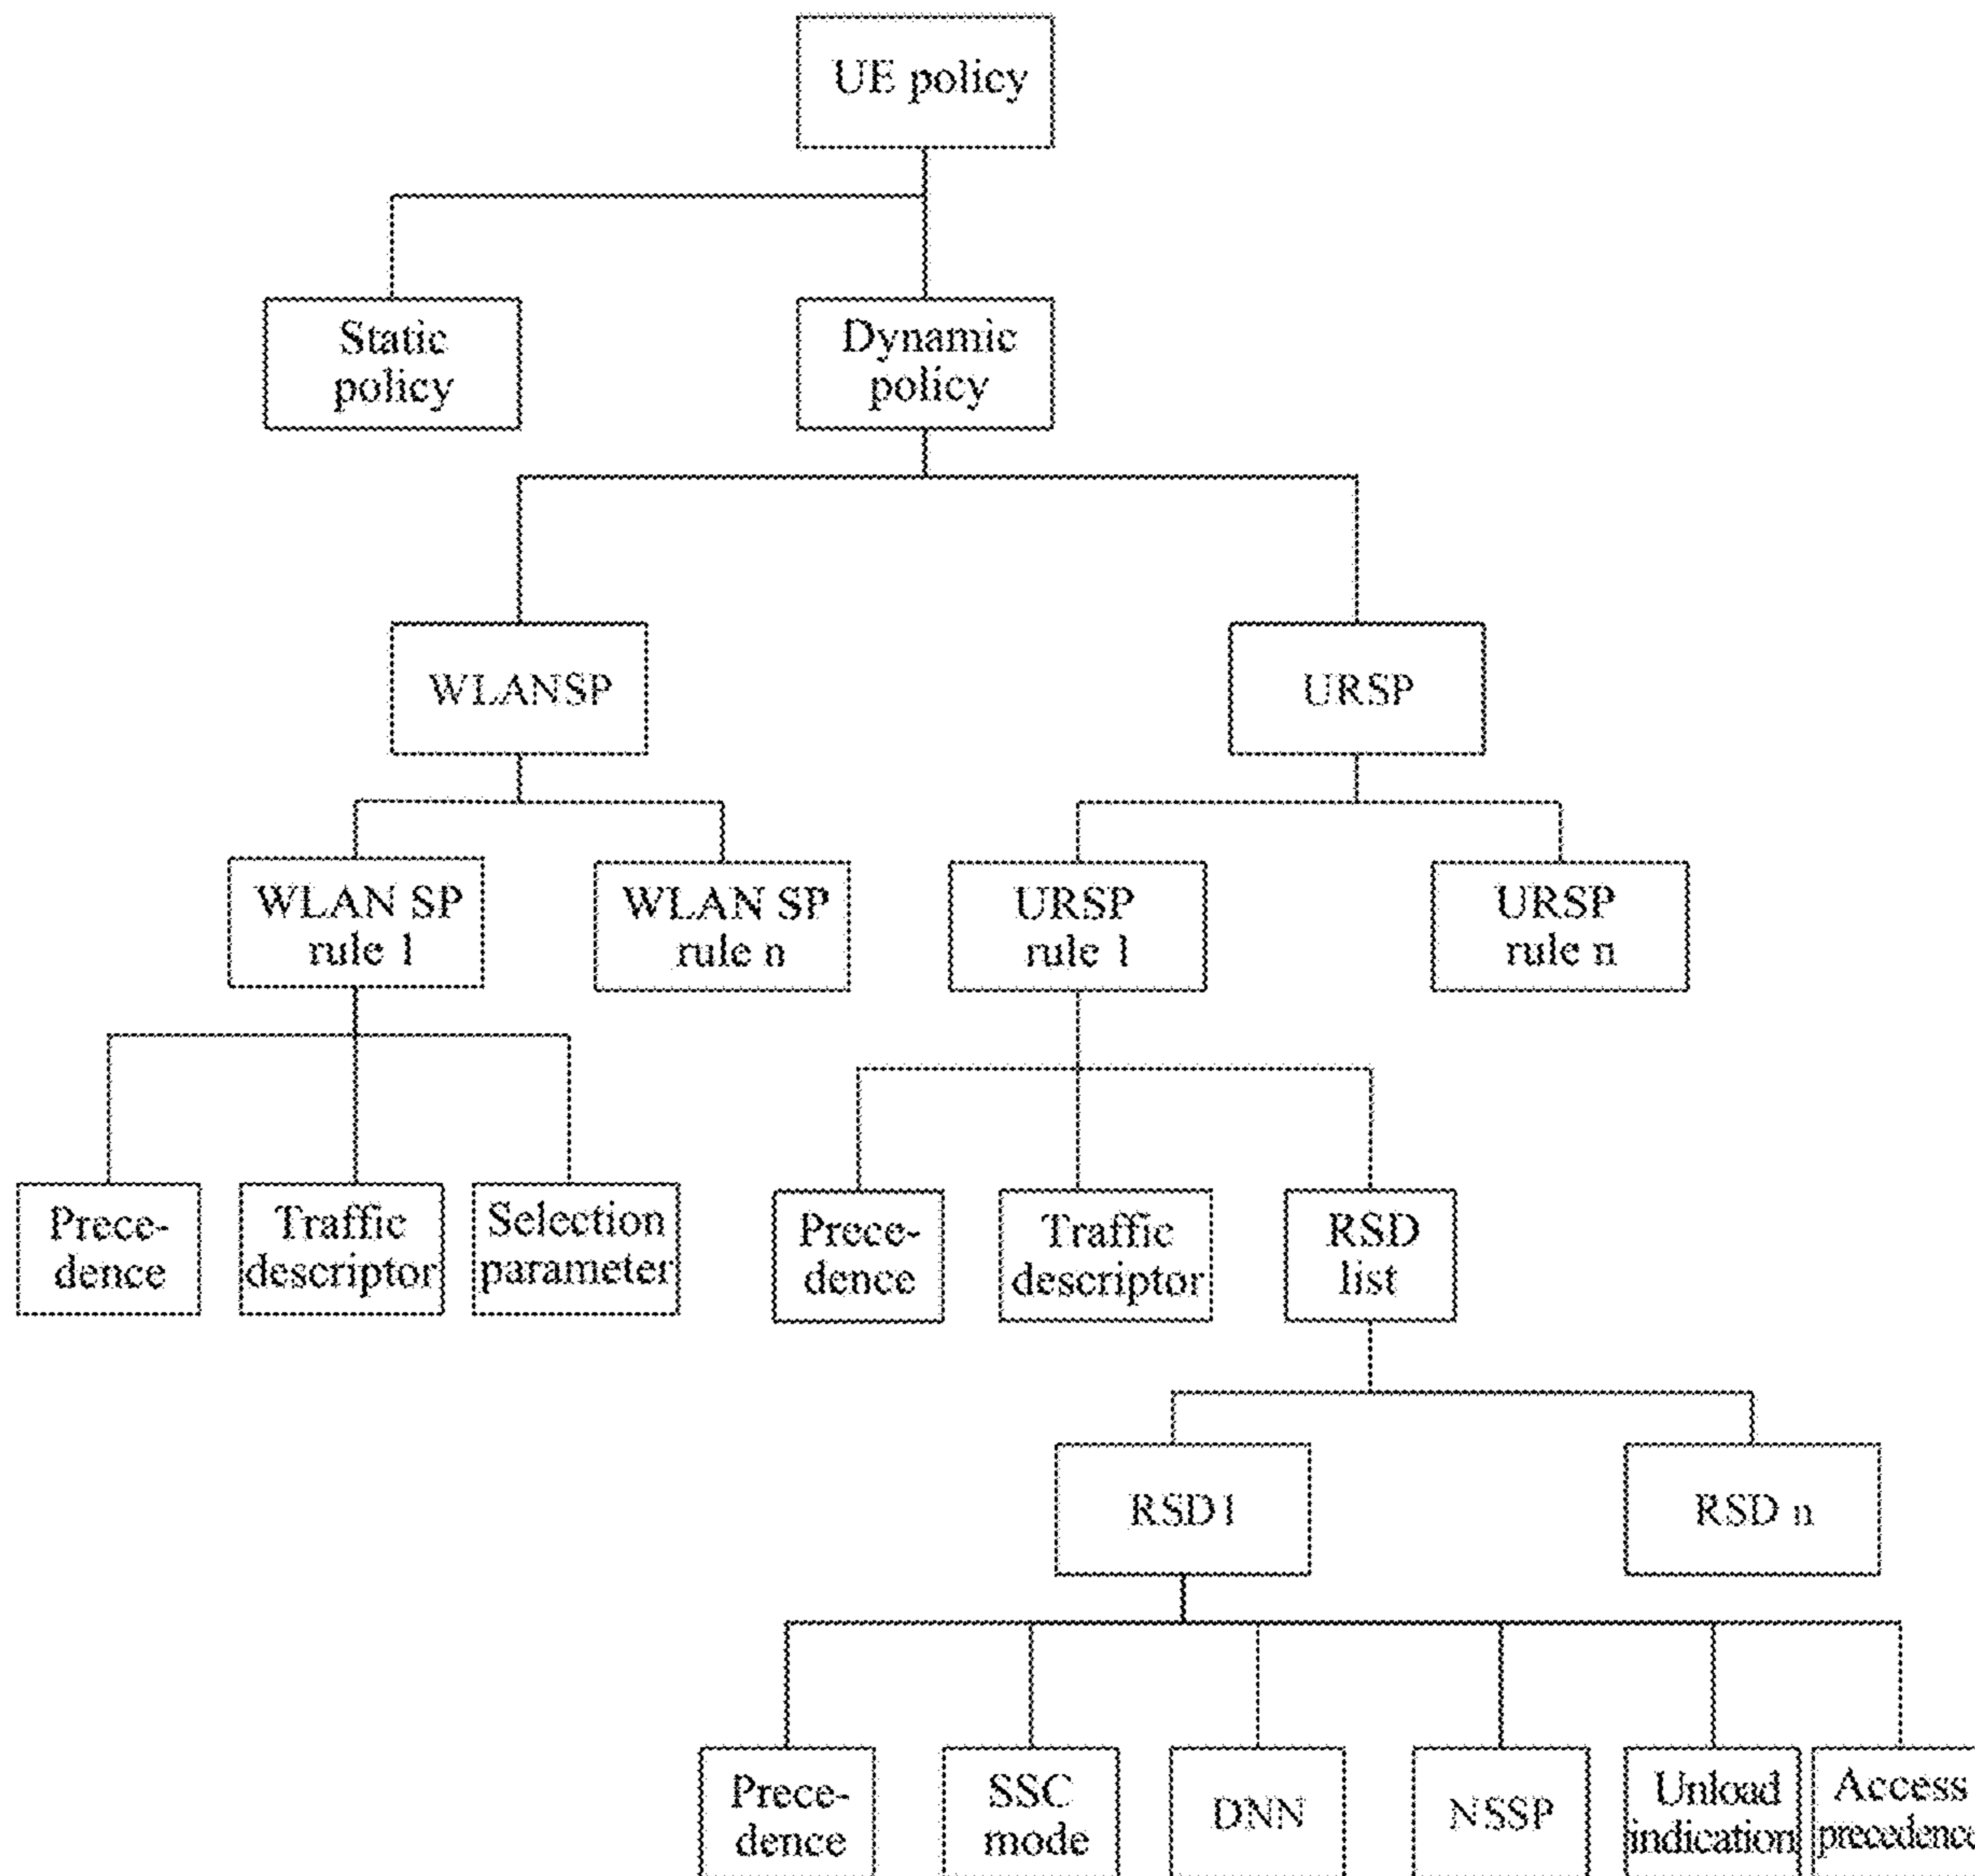 UE policy
Static
policy
Dynamic
policy
WLANSP
URSP
WLAN SP
rule 1
WLAN SP
rule n
URSP
rule 1
URSP
rule n
Prece-
dence
Traffic
descriptor
Selection
parameter
Prece-
dence
Traffic
descriptor
RSD
list
RSD1
RSD n
Prece-
dence
SSC
mode
DNN
NSSP
Unload
indication
Access
precedence